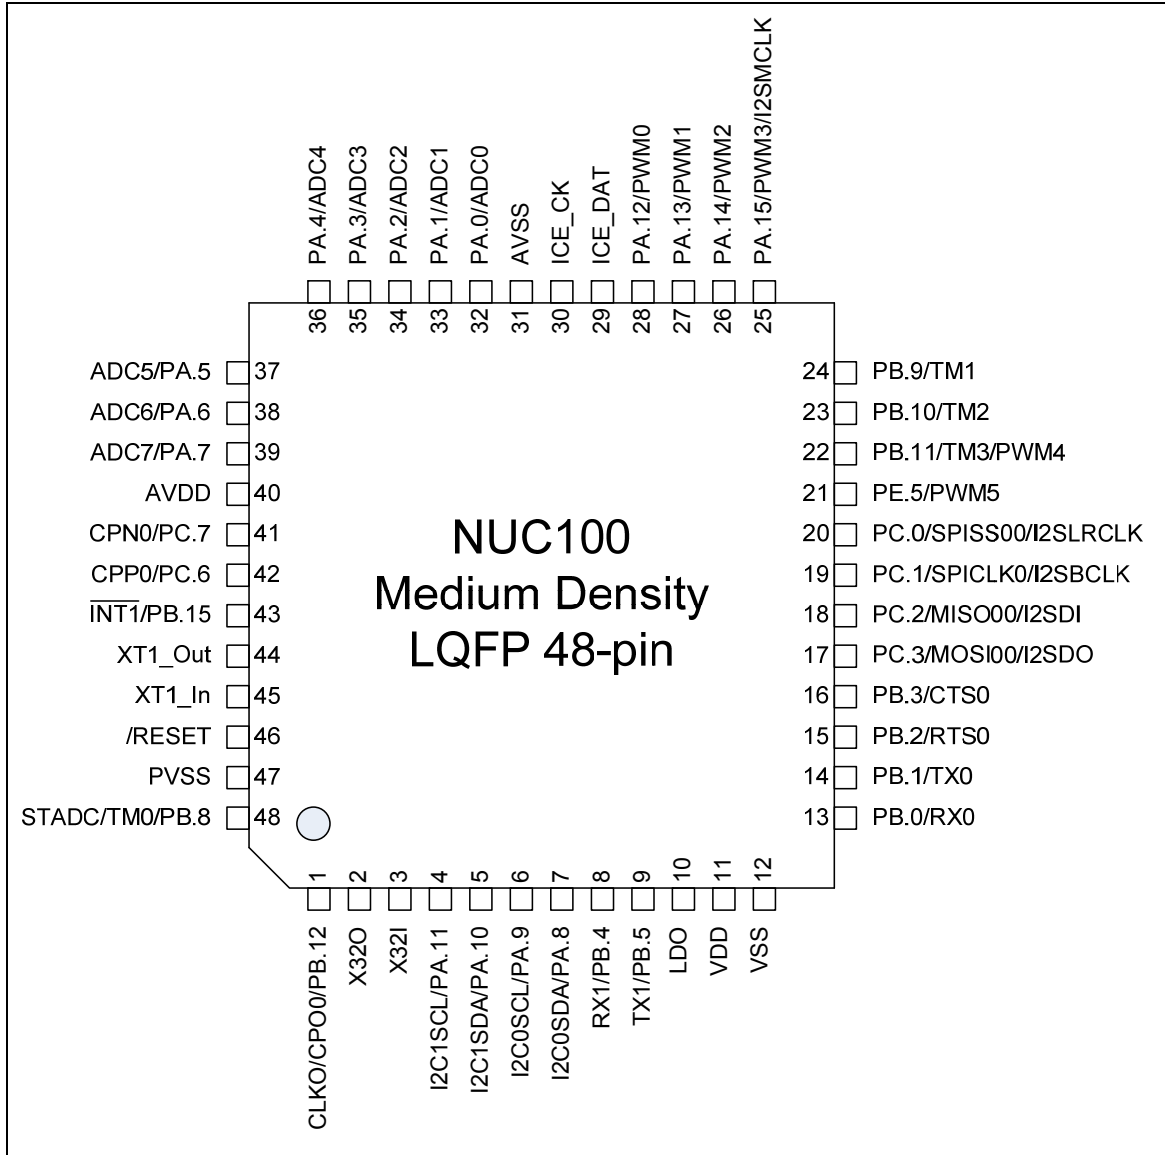 PA.4/ADC4
PA.3/ADC3
PA.2/ADC2
PA.1/ADC1
PA.0/ADC0
AVSS
ICE_CK
ICE_DAT
PA.12/PWM0
PA.13/PWM1
PA.14/PWM2
PA.15/PWM3/I2SMCLK
36
35
34
33
32
31
30
29
28
27
26
25
ADC5/PA.5 37
ADC6/PA.6 38
ADC7/PA.7 39
AVDD 40
CPN0/PC.7 41
CPP0/PC.6 42
INT1/PB.15 43
XT1_Out 44
XT1_In 45
/RESET 46
PVSS 47
STADC/TM0/PB.8 48
NUC100
Medium Density
LQFP 48-pin
24 PB.9/TM1
23 PB.10/TM2
22 PB.11/TM3/PWM4
21 PE.5/PWM5
20 PC.0/SPISS00/I2SLRCLK
19 PC.1/SPICLK0/I2SBCLK
18 PC.2/MISO00/I2SDI
17 PC.3/MOSI00/I2SDO
16 PB.3/CTS0
15 PB.2/RTS0
14 PB.1/TX0
13 PB.0/RX0
1
2
3
4
5
6
7
8
9
10
11
12
CLKO/CPO0/PB.12
X32O
X32I
I2C1SCL/PA.11
I2C1SDA/PA.10
I2C0SCL/PA.9
I2C0SDA/PA.8
RX1/PB.4
TX1/PB.5
LDO
VDD
VSS